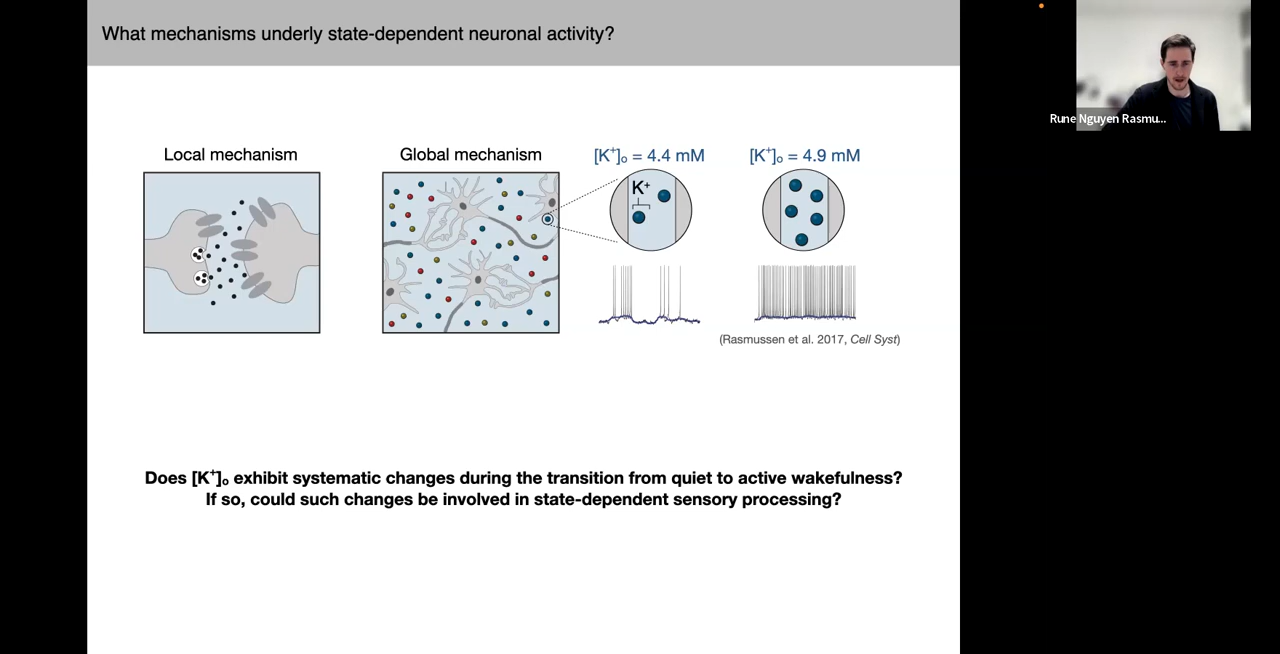 What mechanisms underly state-dependent neuronal activity?
Rune Nguyen Rasmu...
Local mechanism
Global mechanism
[K⁺]ₒ = 4.4 mM
[K⁺]ₒ = 4.9 mM
K⁺
(Rasmussen et al. 2017, Cell Syst)
Does [K⁺]ₒ exhibit systematic changes during the transition from quiet to active wakefulness?
If so, could such changes be involved in state-dependent sensory processing?